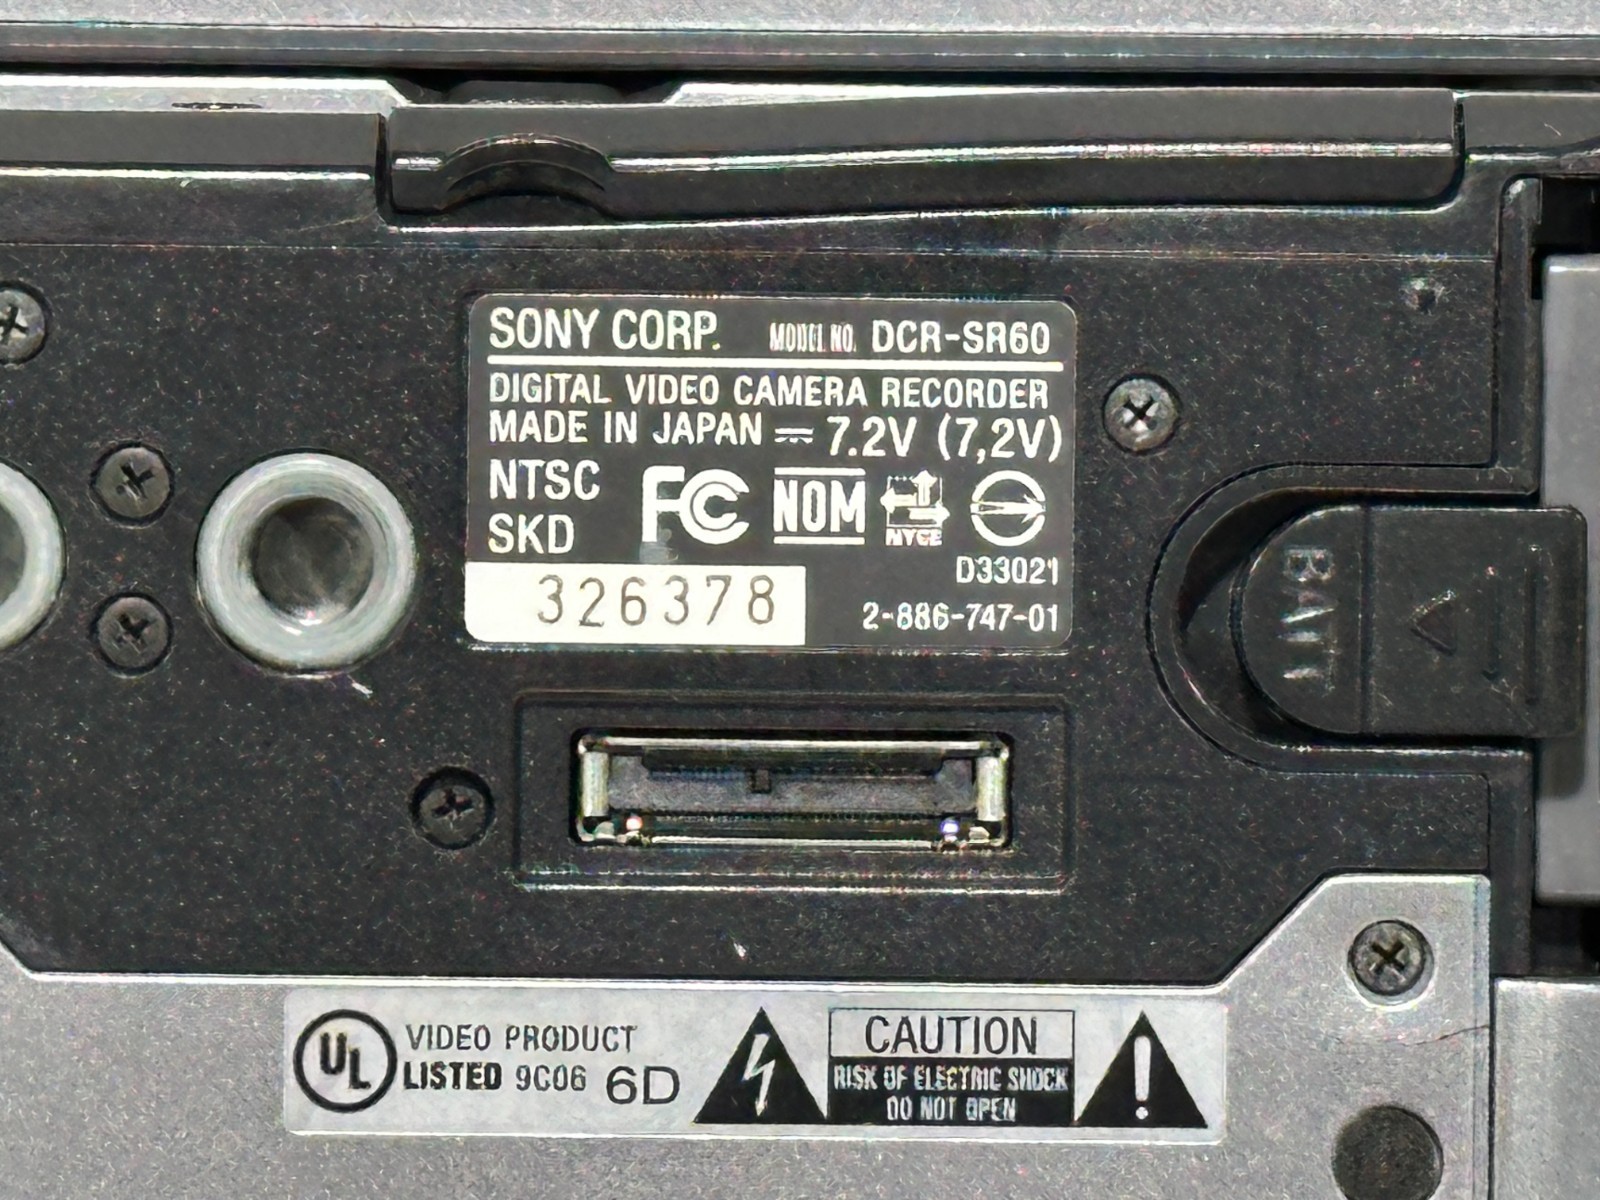 SONY CORP. MODEL NO. DCR-SR60
DIGITAL VIDEO CAMERA RECORDER
MADE IN JAPAN ⎓ 7.2V (7,2V)
NTSC
SKD
FC NOM NYCE
D33021
326378
2-886-747-01
BATT
UL VIDEO PRODUCT
LISTED 9C06 6D
CAUTION
RISK OF ELECTRIC SHOCK
DO NOT OPEN